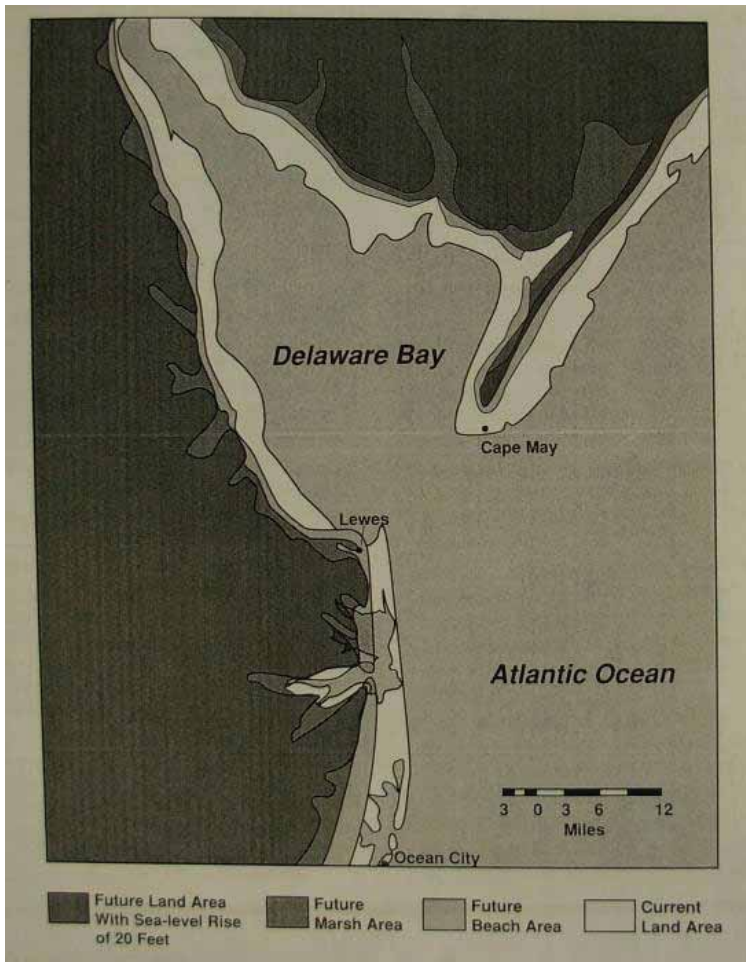 Delaware Bay
Cape May
Lewes
Atlantic Ocean
3 0 3 6 12
Miles
Ocean City
Future Land Area
With Sea-level Rise
of 20 Feet
Future
Marsh Area
Future
Beach Area
Current
Land Area